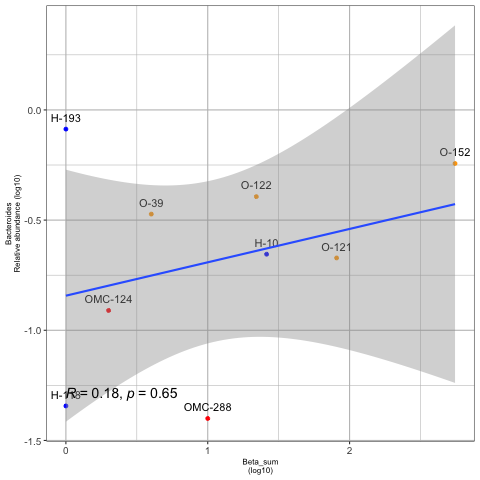 H-193
O-152
O-122
O-39
H-10
O-121
OMC-124
R = 0.18, p = 0.65
OMC-288
0.0
-0.5
-1.0
-1.5
0
1
2
Beta_sum
(log10)
Bacteroides
Relative abundance (log10)